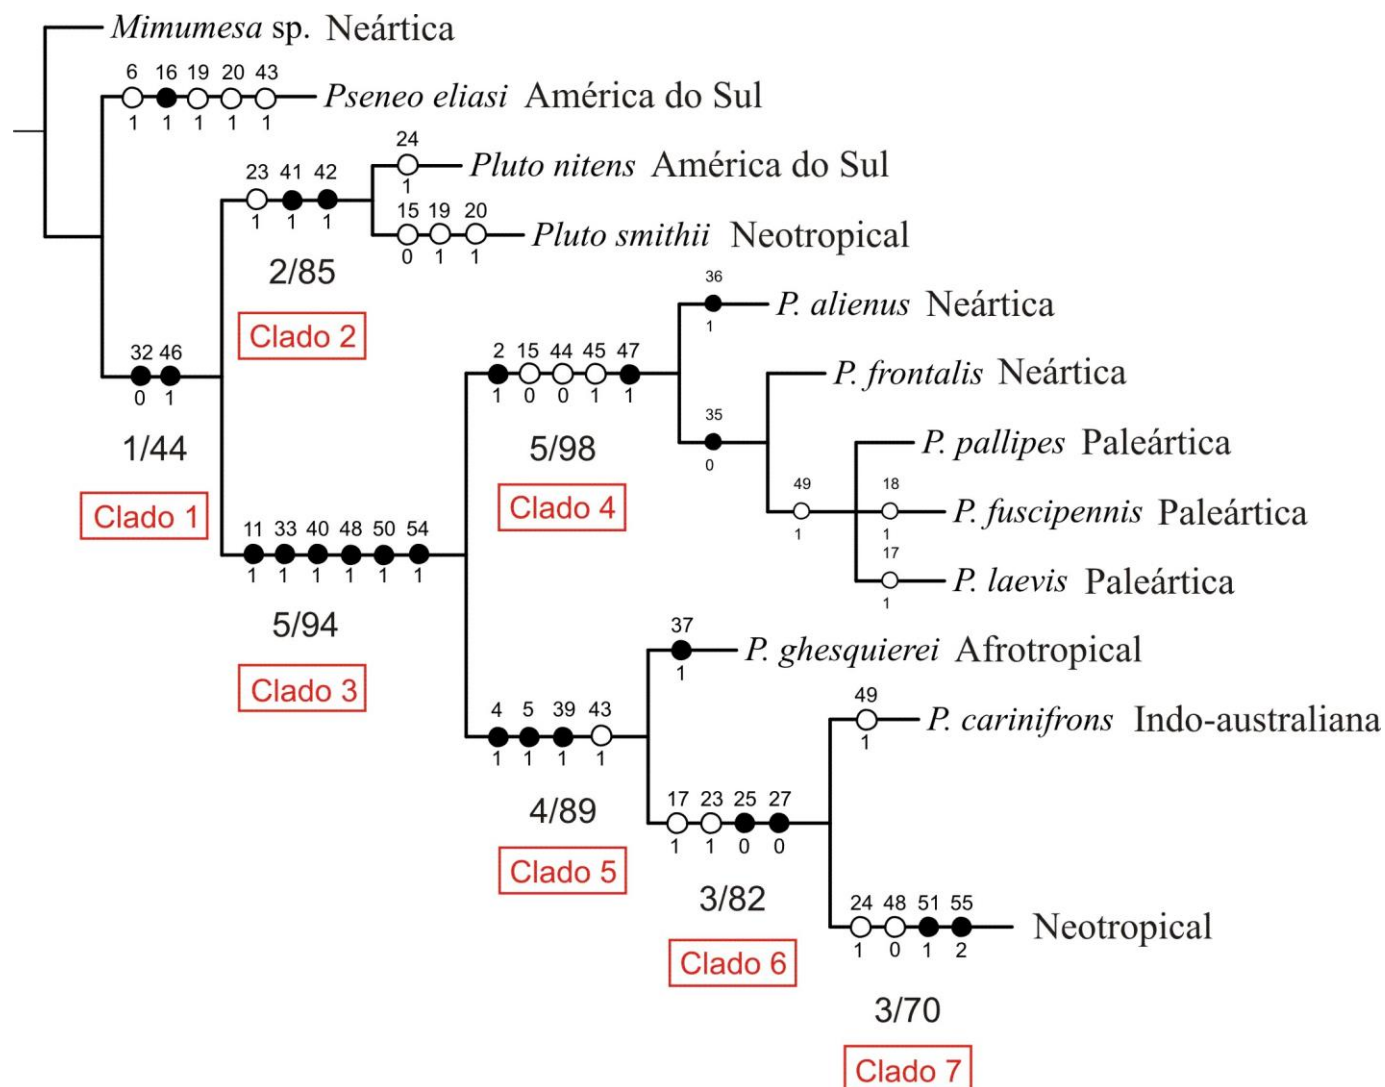 Mimumesa sp. Neártica
6 16 19 20 43
Pseneo eliasi América do Sul
1 1 1 1 1
24
Pluto nitens América do Sul
1
23 41 42
1 1 1
15 19 20
Pluto smithii Neotropical
0 1 1
2/85
Clado 2
36
P. alienus Neártica
1
32 46
0 1
1/44
Clado 1
2 15 44 45 47
1 0 0 1 1
5/98
Clado 4
P. frontalis Neártica
35
0
P. pallipes Paleártica
49
1
18
P. fuscipennis Paleártica
1
17
P. laevis Paleártica
1
11 33 40 48 50 54
1 1 1 1 1 1
5/94
Clado 3
37
P. ghesquierei Afrotropical
1
4 5 39 43
1 1 1 1
4/89
Clado 5
49
P. carinifrons Indo-australiana
1
17 23 25 27
1 1 0 0
3/82
Clado 6
24 48 51 55
Neotropical
1 0 1 2
3/70
Clado 7